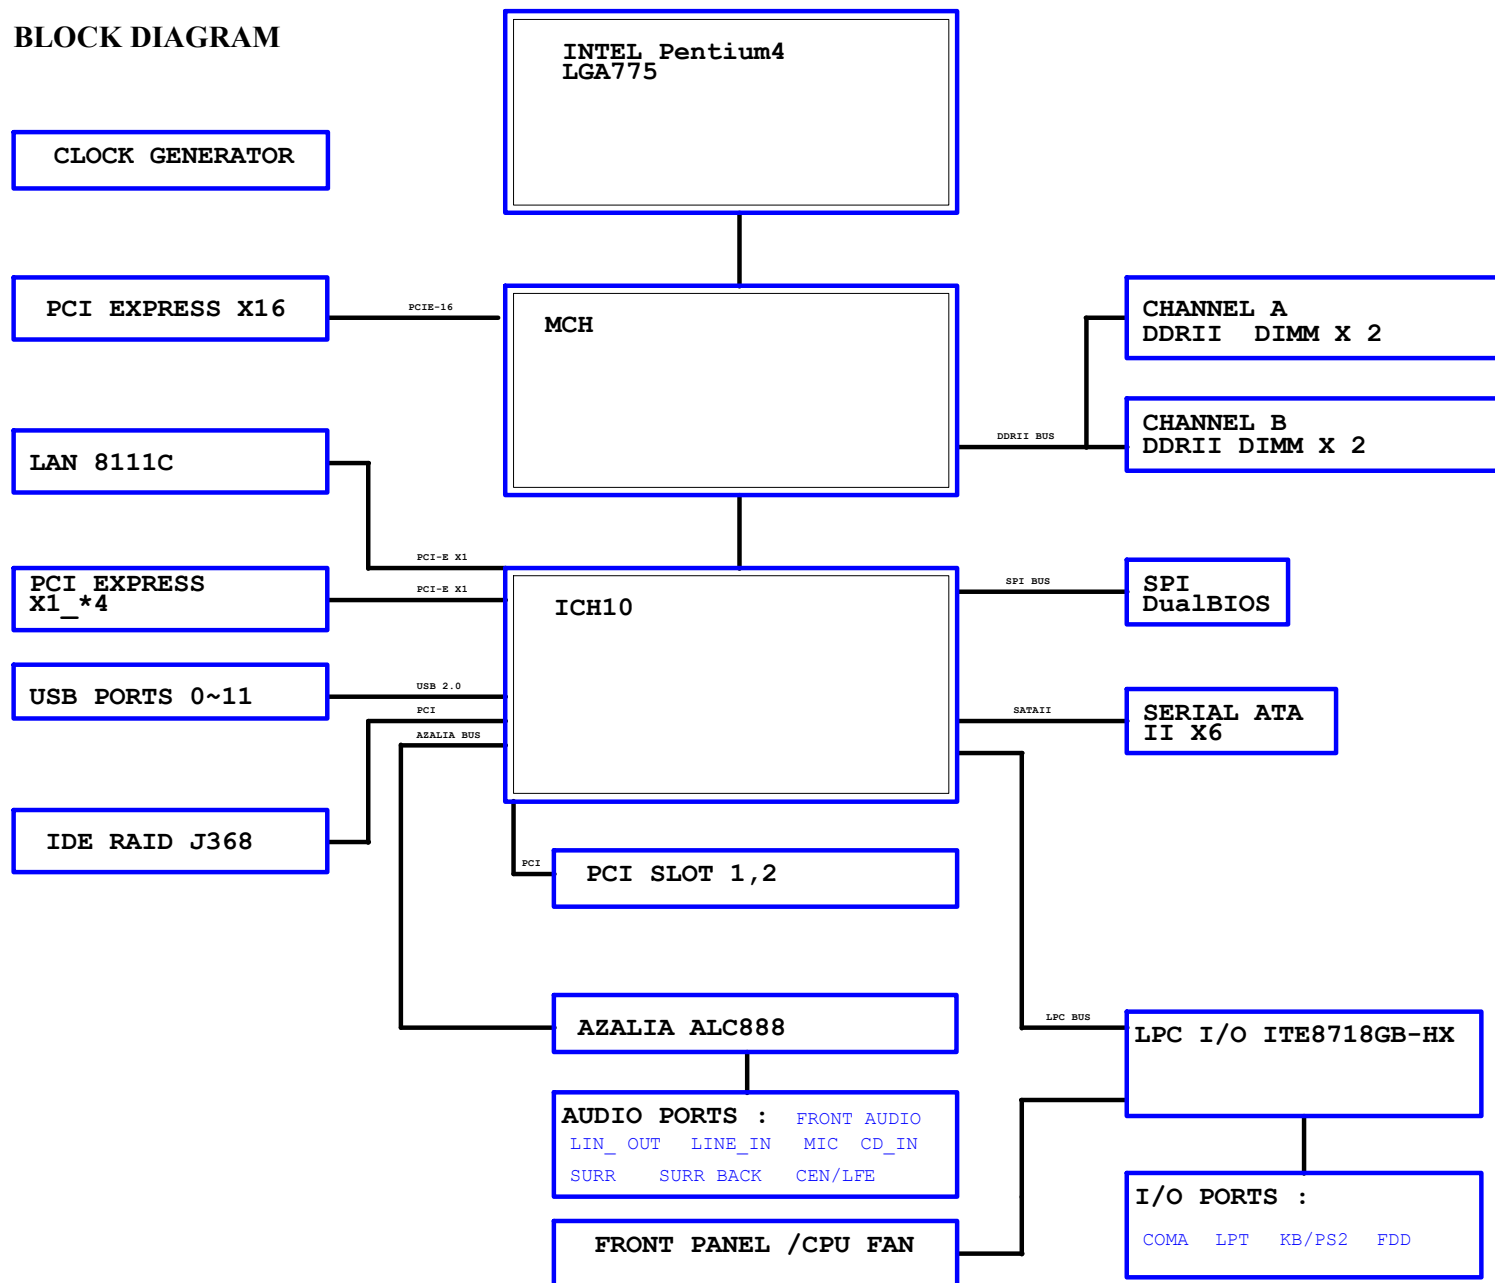 BLOCK DIAGRAM
INTEL Pentium4
LGA775
CLOCK GENERATOR
PCI EXPRESS X16
PCIE-16
MCH
CHANNEL A
DDRII DIMM X 2
DDRII BUS
CHANNEL B
DDRII DIMM X 2
LAN 8111C
PCI-E X1
PCI EXPRESS
X1_*4
PCI-E X1
ICH10
SPI BUS
SPI
DualBIOS
USB PORTS 0~11
USB 2.0
PCI
AZALIA BUS
SATAII
SERIAL ATA
II X6
IDE RAID J368
PCI
PCI SLOT 1,2
AZALIA ALC888
LPC BUS
LPC I/O ITE8718GB-HX
AUDIO PORTS : FRONT AUDIO
LIN_ OUT LINE_IN MIC CD_IN
SURR SURR BACK CEN/LFE
I/O PORTS :
COMA LPT KB/PS2 FDD
FRONT PANEL /CPU FAN